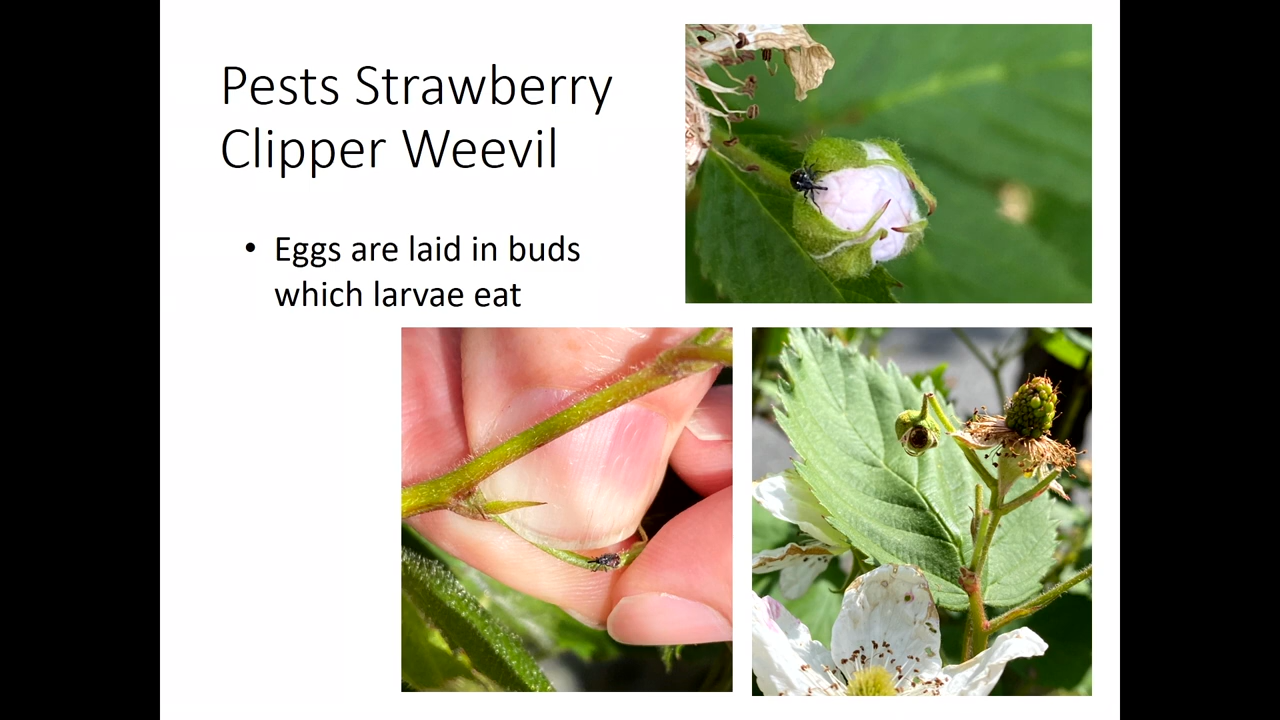 Pests Strawberry
Clipper Weevil
• Eggs are laid in buds
which larvae eat